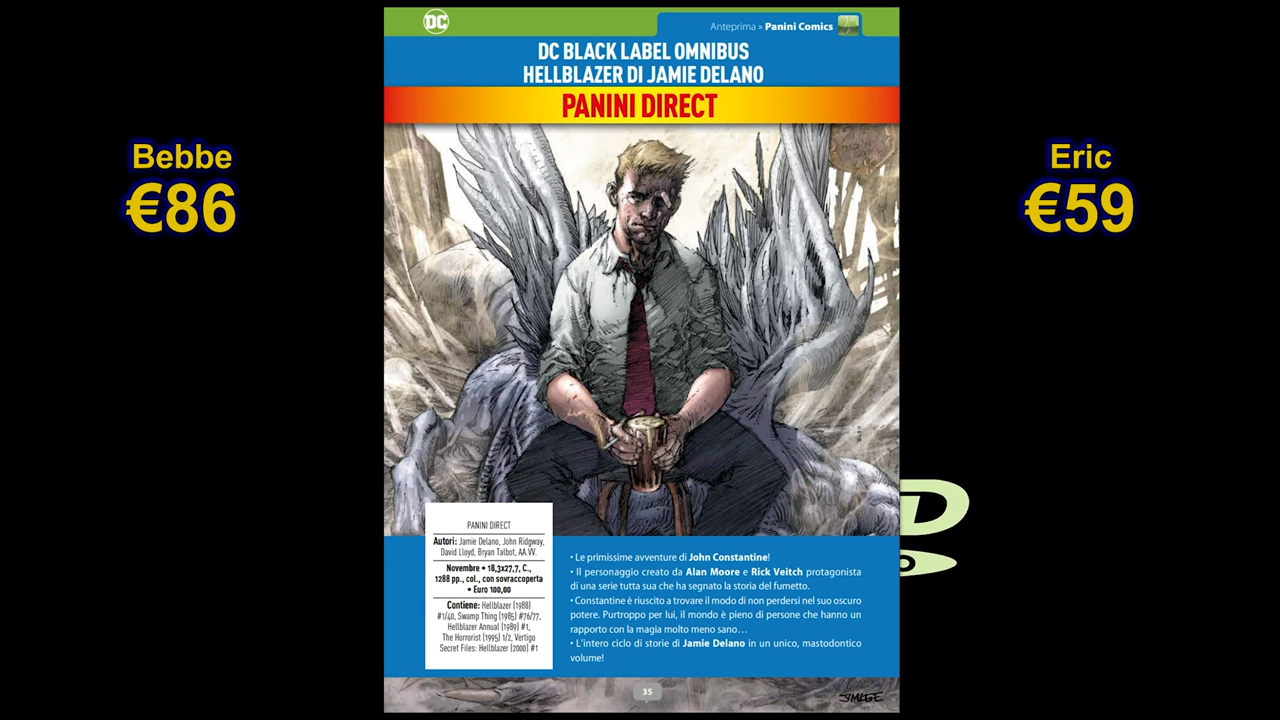 DC
Anteprima » Panini Comics
DC BLACK LABEL OMNIBUS
HELLBLAZER DI JAMIE DELANO
PANINI DIRECT
Bebbe
€86
Eric
€59
PANINI DIRECT
Autori: Jamie Delano, John Ridgway,
David Lloyd, Bryan Talbot, AA.VV.
Novembre • 18,3x27,7, C.,
1288 pp., col., con sovraccoperta
• Euro 100,00
Contiene: Hellblazer (1988)
#1/40, Swamp Thing (1985) #76/77,
Hellblazer Annual (1989) #1,
The Horrorist (1995) 1/2, Vertigo
Secret Files: Hellblazer (2000) #1
• Le primissime avventure di John Constantine!
• Il personaggio creato da Alan Moore e Rick Veitch protagonista
di una serie tutta sua che ha segnato la storia del fumetto.
• Constantine è riuscito a trovare il modo di non perdersi nel suo oscuro
potere. Purtroppo per lui, il mondo è pieno di persone che hanno un
rapporto con la magia molto meno sano…
• L'intero ciclo di storie di Jamie Delano in un unico, mastodontico
volume!
D
o
35
JIM LEE